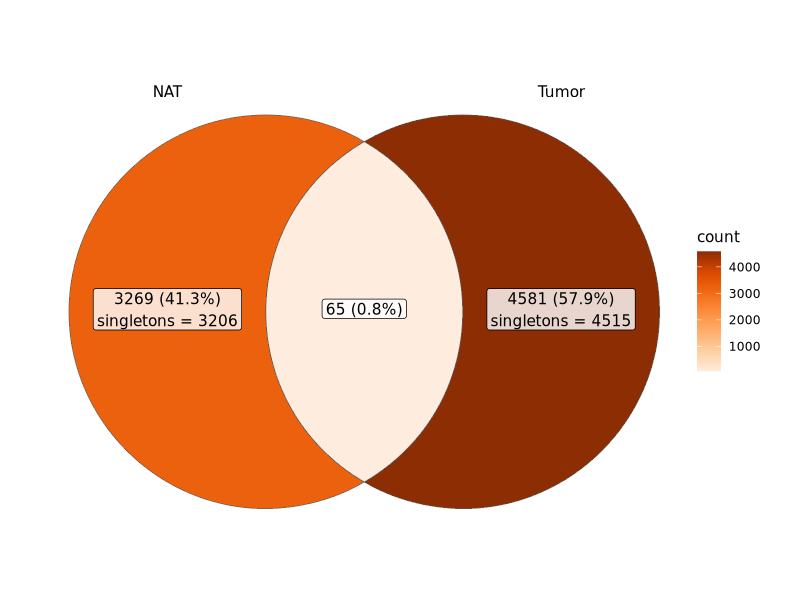 NAT
Tumor
3269 (41.3%)
singletons = 3206
65 (0.8%)
4581 (57.9%)
singletons = 4515
count
4000
3000
2000
1000